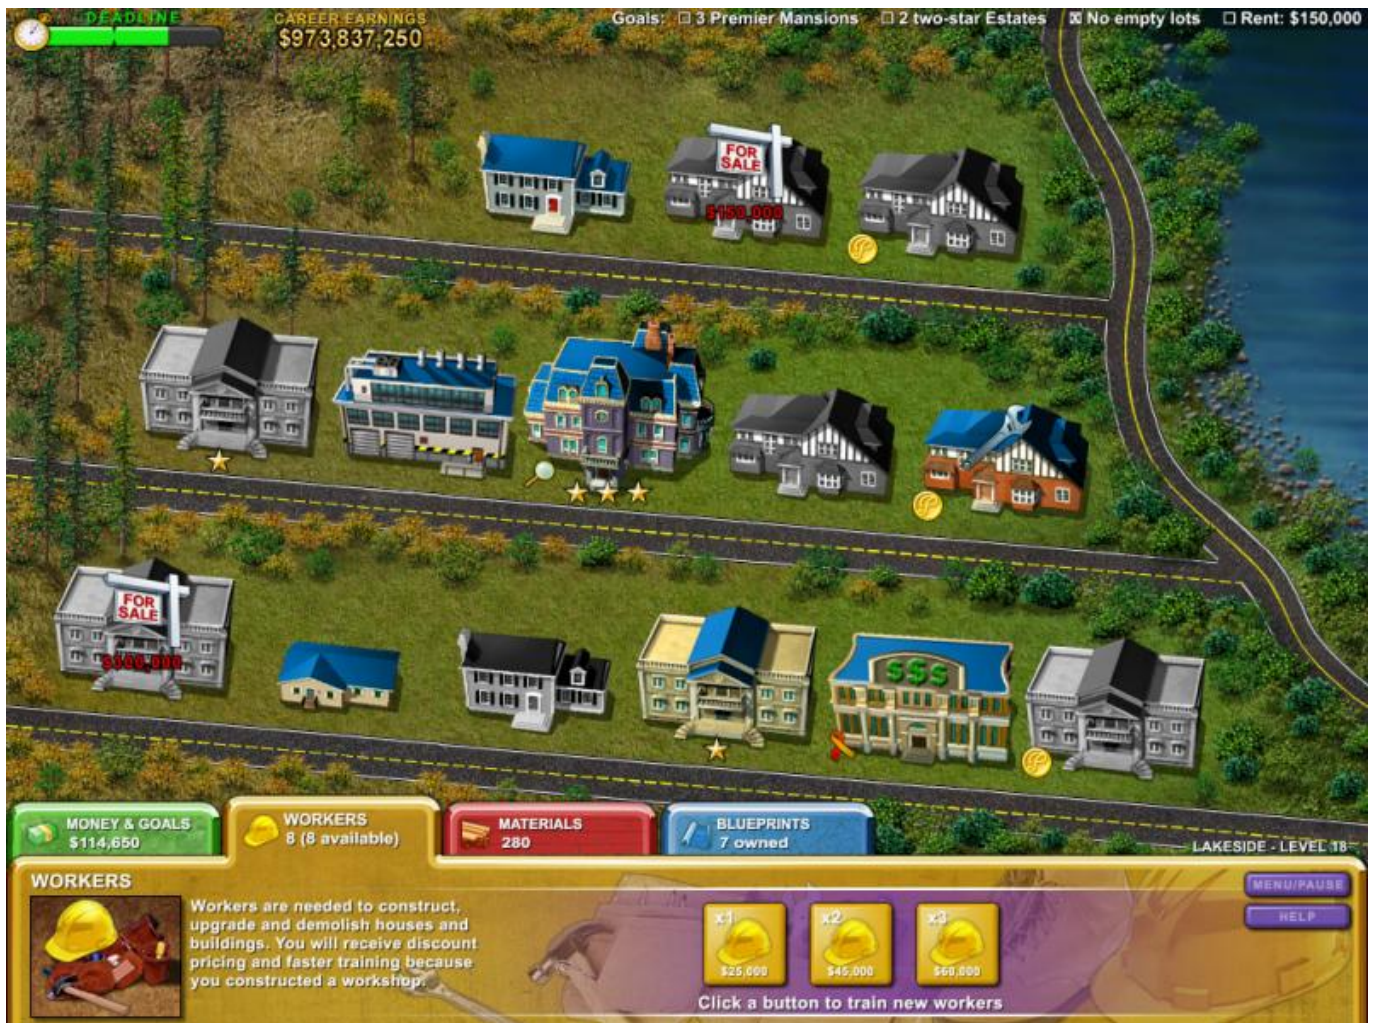 DEADLINE
CAREER EARNINGS
$973,837,250
Goals: 3 Premier Mansions 2 two-star Estates No empty lots Rent: $150,000
FOR
SALE
$150,000
FOR
SALE
$300,000
$$$
MONEY & GOALS
$114,650
WORKERS
8 (8 available)
MATERIALS
280
BLUEPRINTS
7 owned
LAKESIDE - LEVEL 18
WORKERS
Workers are needed to construct,
upgrade and demolish houses and
buildings. You will receive discount
pricing and faster training because
you constructed a workshop.
x1
$25,000
x2
$45,000
x3
$60,000
Click a button to train new workers
MENU/PAUSE
HELP